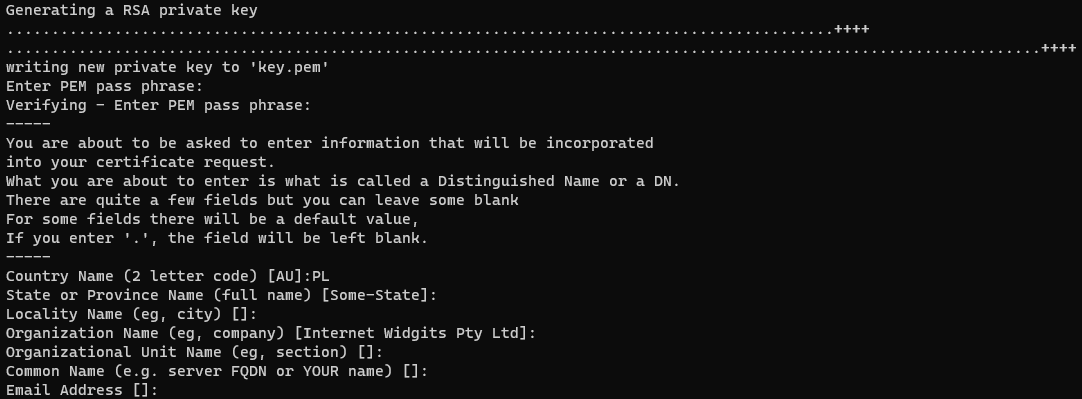 Generating a RSA private key
............................................................................................++++
...................................................................................................................++++
writing new private key to 'key.pem'
Enter PEM pass phrase:
Verifying - Enter PEM pass phrase:
-----
You are about to be asked to enter information that will be incorporated
into your certificate request.
What you are about to enter is what is called a Distinguished Name or a DN.
There are quite a few fields but you can leave some blank
For some fields there will be a default value,
If you enter '.', the field will be left blank.
-----
Country Name (2 letter code) [AU]:PL
State or Province Name (full name) [Some-State]:
Locality Name (eg, city) []:
Organization Name (eg, company) [Internet Widgits Pty Ltd]:
Organizational Unit Name (eg, section) []:
Common Name (e.g. server FQDN or YOUR name) []:
Email Address []: